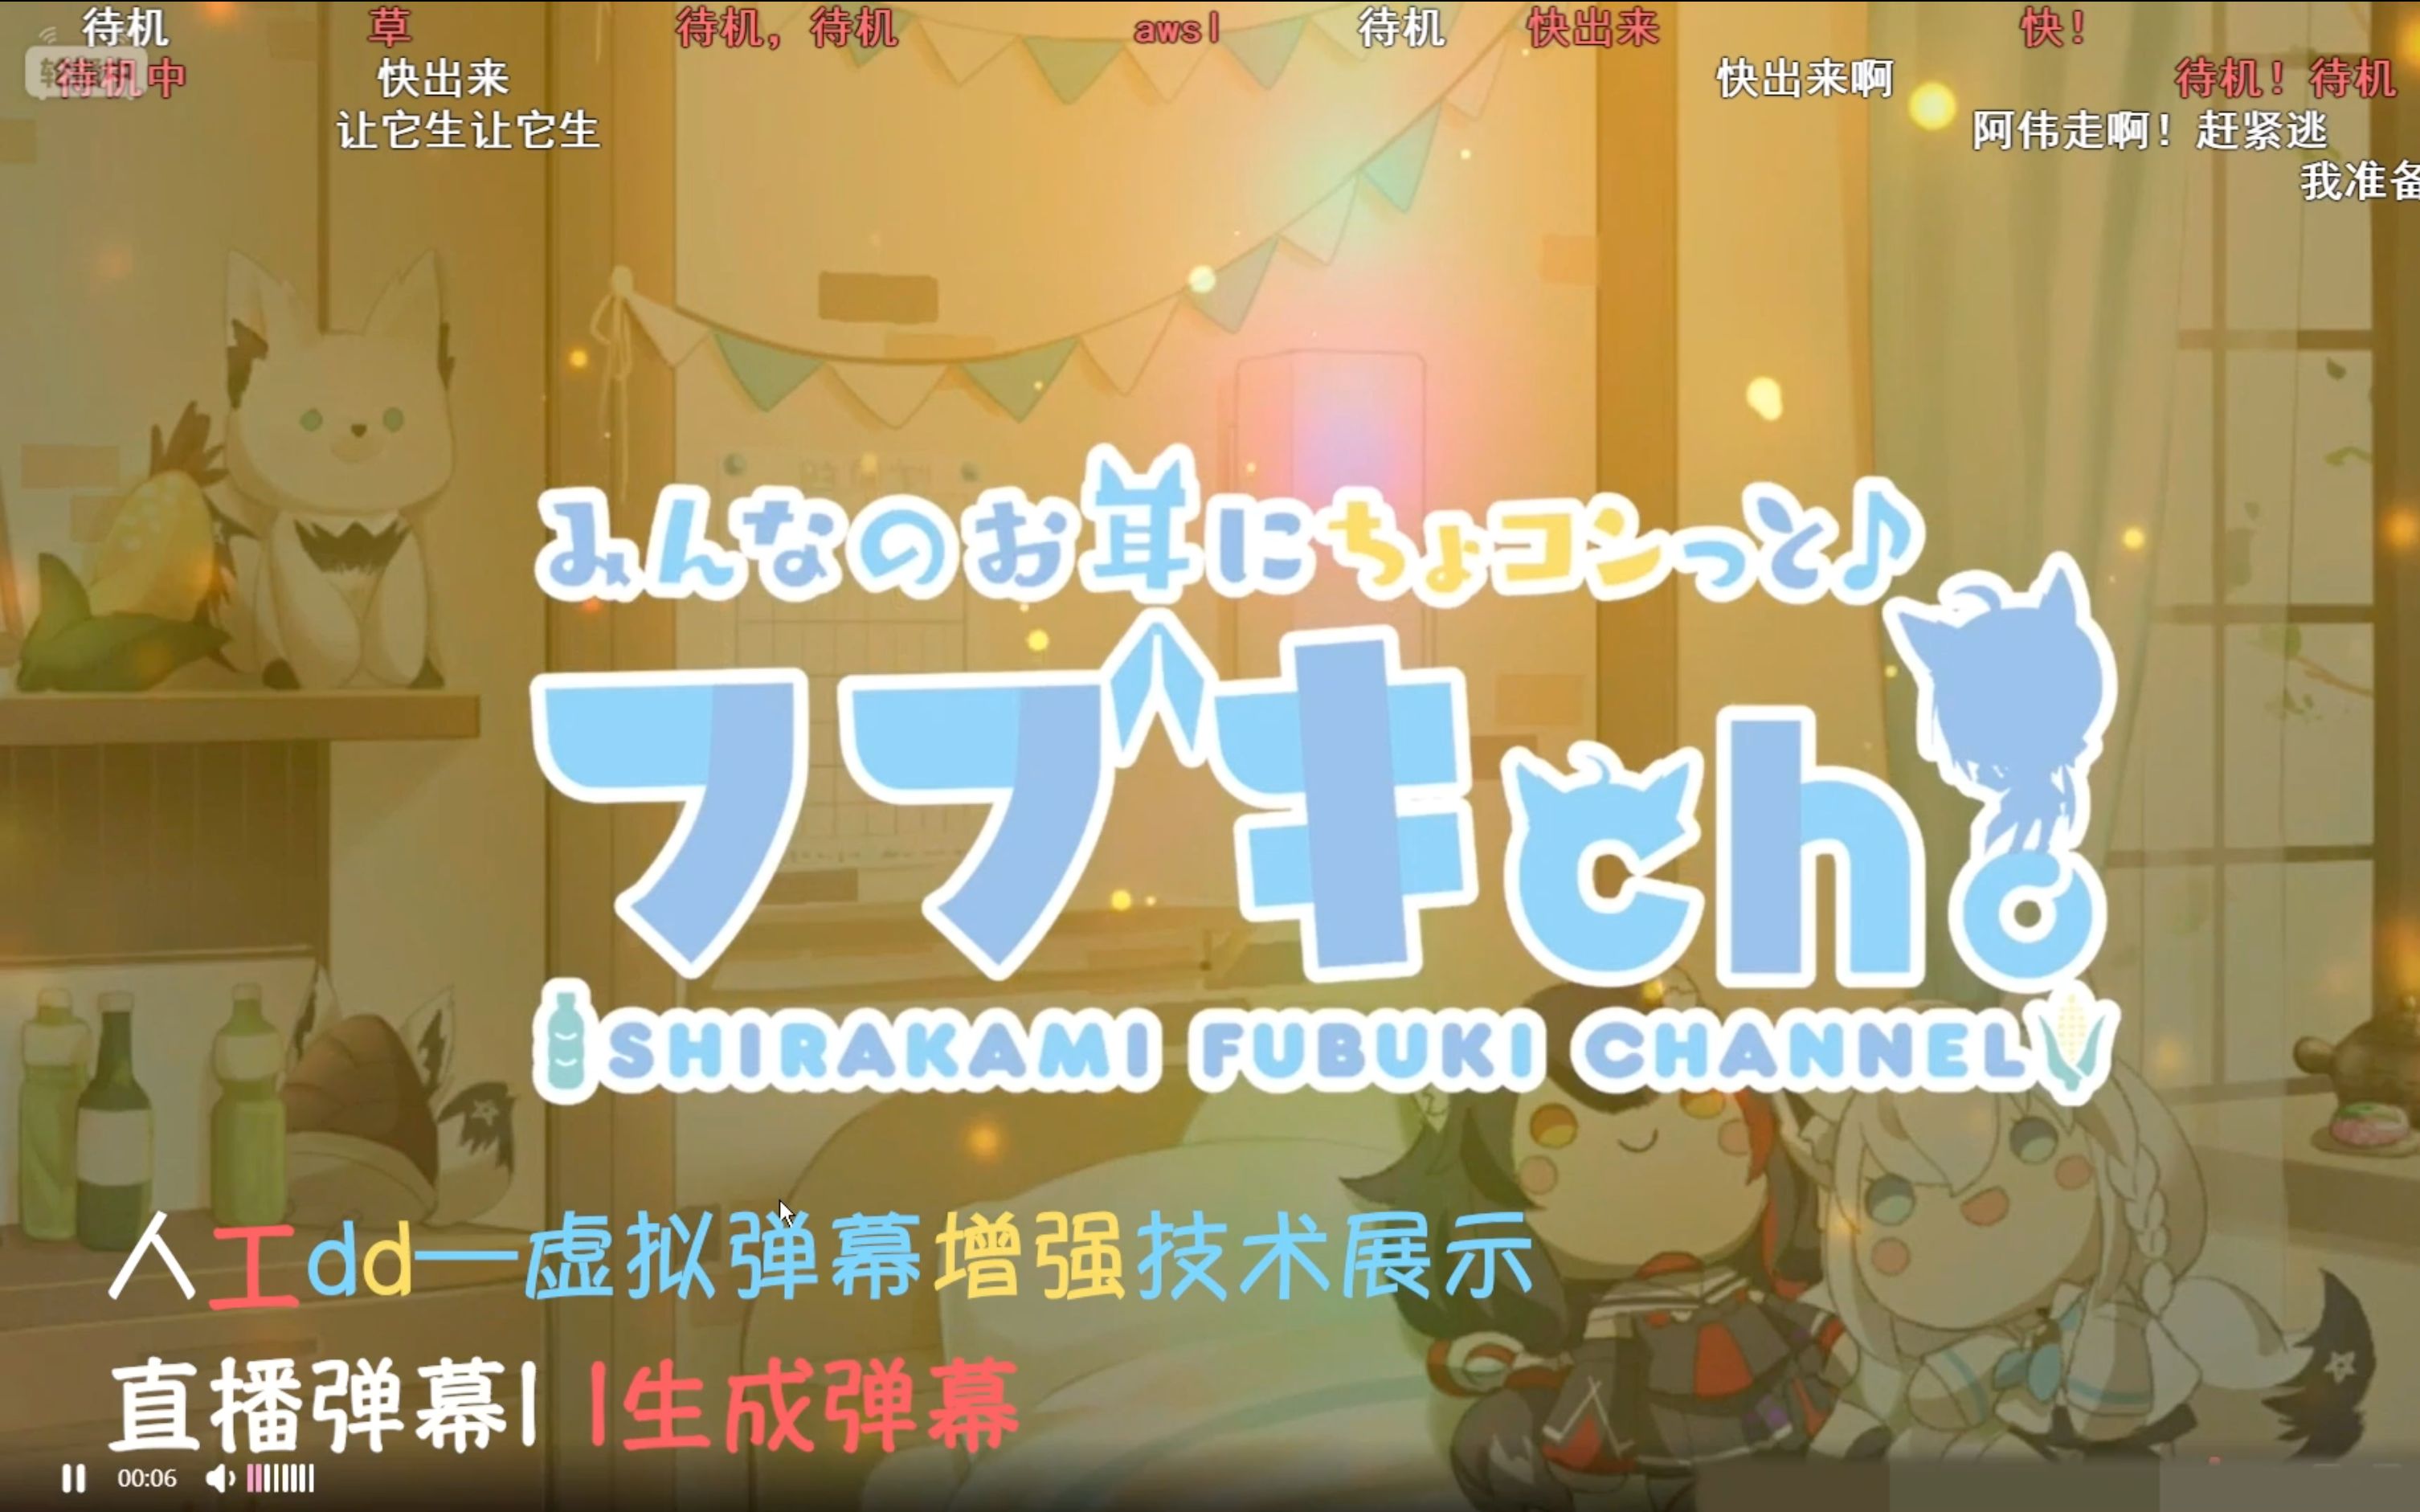 待机 草 待机，待机 awsl 待机 快出来 快！
待机中 快出来 快出来啊 待机！待机
让它生让它生 阿伟走啊！赶紧逃
我准备
みんなのお耳にちょコンっと♪
フブキch!
SHIRAKAMI FUBUKI CHANNEL
人工dd—虚拟弹幕增强技术展示
直播弹幕| |生成弹幕
00:06